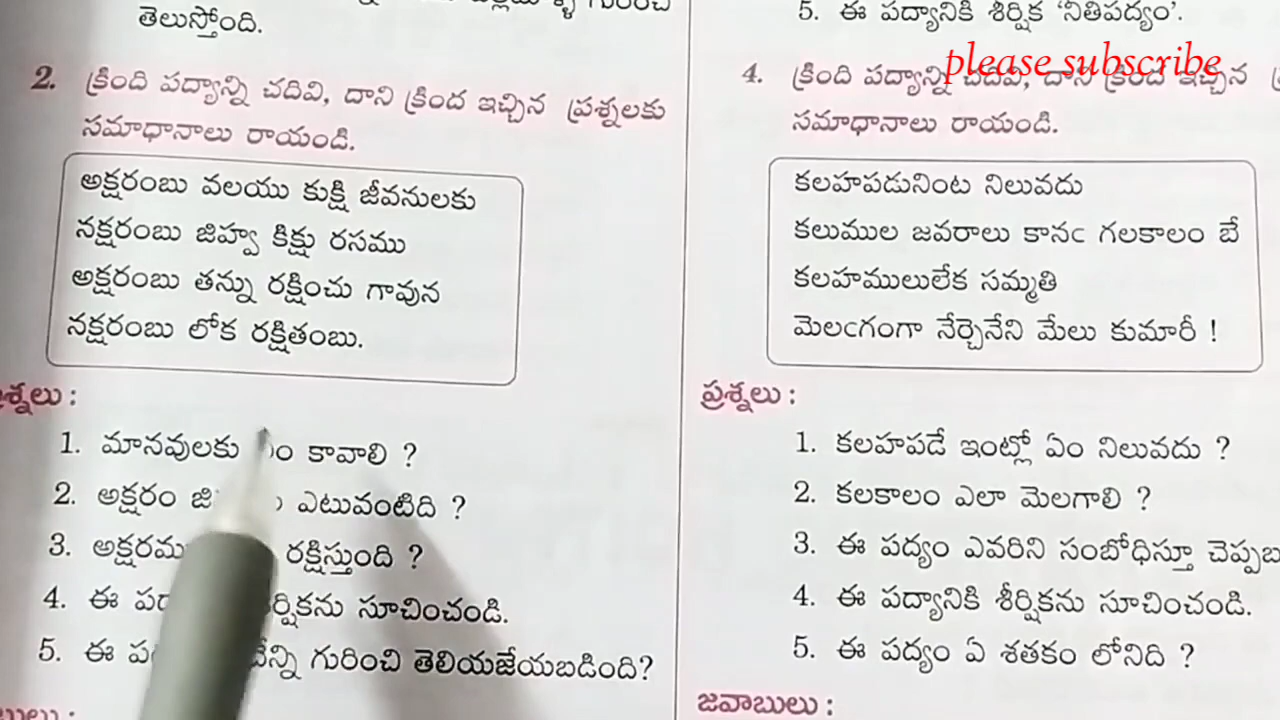 గురించి
తెలుస్తోంది.
2. క్రింది పద్యాన్ని చదివి, దాని క్రింద ఇచ్చిన ప్రశ్నలకు
సమాధానాలు రాయండి.
అక్షరంబు వలయు కుక్షి జీవనులకు
నక్షరంబు జిహ్వ కిక్షు రసము
అక్షరంబు తన్ను రక్షించు గావున
నక్షరంబు లోక రక్షితంబు.
ప్రశ్నలు :
1. మానవులకు కావాలి ?
2. అక్షరం ఎటువంటిది ?
3. రక్షిస్తుంది ?
4. ఈ సూచించండి.
5. ఈ గురించి తెలియజేయబడింది?
5. ఈ పద్యానికి శీర్షిక 'నీతిపద్యం'.
please subscribe
4. క్రింది పద్యాన్ని చదివి, దాని క్రింద ఇచ్చిన
సమాధానాలు రాయండి.
కలహపడునింట నిలువదు
కలుముల జవరాలు కానఁ గలకాలం బే
కలహములులేక సమ్మతి
మెలఁగంగా నేర్చెనేని మేలు కుమారీ !
ప్రశ్నలు :
1. కలహపడే ఇంట్లో ఏం నిలువదు ?
2. కలకాలం ఎలా మెలగాలి ?
3. ఈ పద్యం ఎవరిని సంబోధిస్తూ
4. ఈ పద్యానికి శీర్షికను సూచించండి.
5. ఈ పద్యం ఏ శతకం లోనిది ?
జవాబులు :